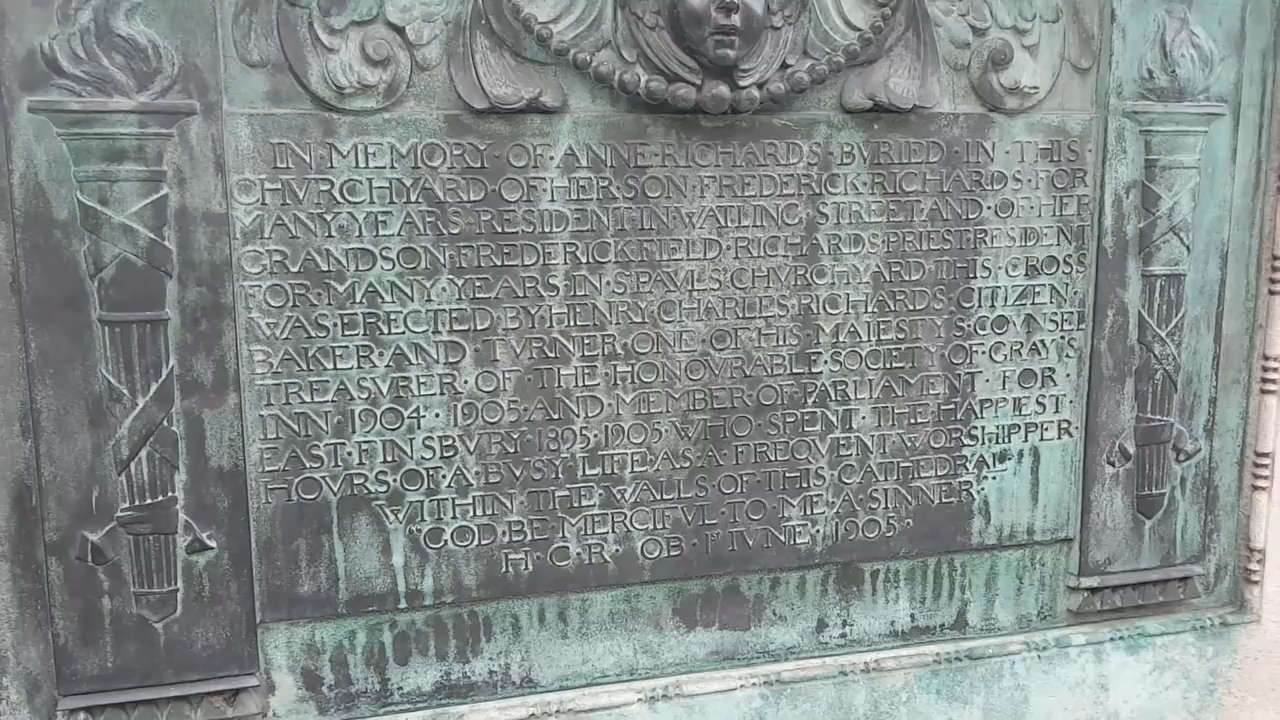 IN·MEMORY·OF·ANNE·RICHARDS·BVRIED·IN·THIS·
CHVRCHYARD·OF·HER·SON·FREDERICK·RICHARDS·FOR
MANY·YEARS·RESIDENT·IN·WATLING·STREET·AND·OF·HER
GRANDSON·FREDERICK·FIELD·RICHARDS·PRIEST·RESIDENT
FOR·MANY·YEARS·IN·S·PAVLS'·CHVRCHYARD·THIS·CROSS
WAS·ERECTED·BY·HENRY·CHARLES·RICHARDS·CITIZEN·
BAKER·AND·TVRNER·ONE·OF·HIS·MAIESTY'S·COVNSEL
TREASVRER·OF·THE·HONOVRABLE·SOCIETY·OF·GRAY'S
INN·1904·1905·AND·MEMBER·OF·PARLIAMENT·FOR
EAST·FINSBVRY·1895·1905·WHO·SPENT·THE·HAPPIEST·
HOVRS·OF·A·BVSY·LIFE·AS·A·FREQVENT·WORSHIPPER·
WITHIN·THE·WALLS·OF·THIS·CATHEDRAL·
"GOD·BE·MERCIFVL·TO·ME·A·SINNER·"
H·C·R·OB·1st·IVNE·1905·